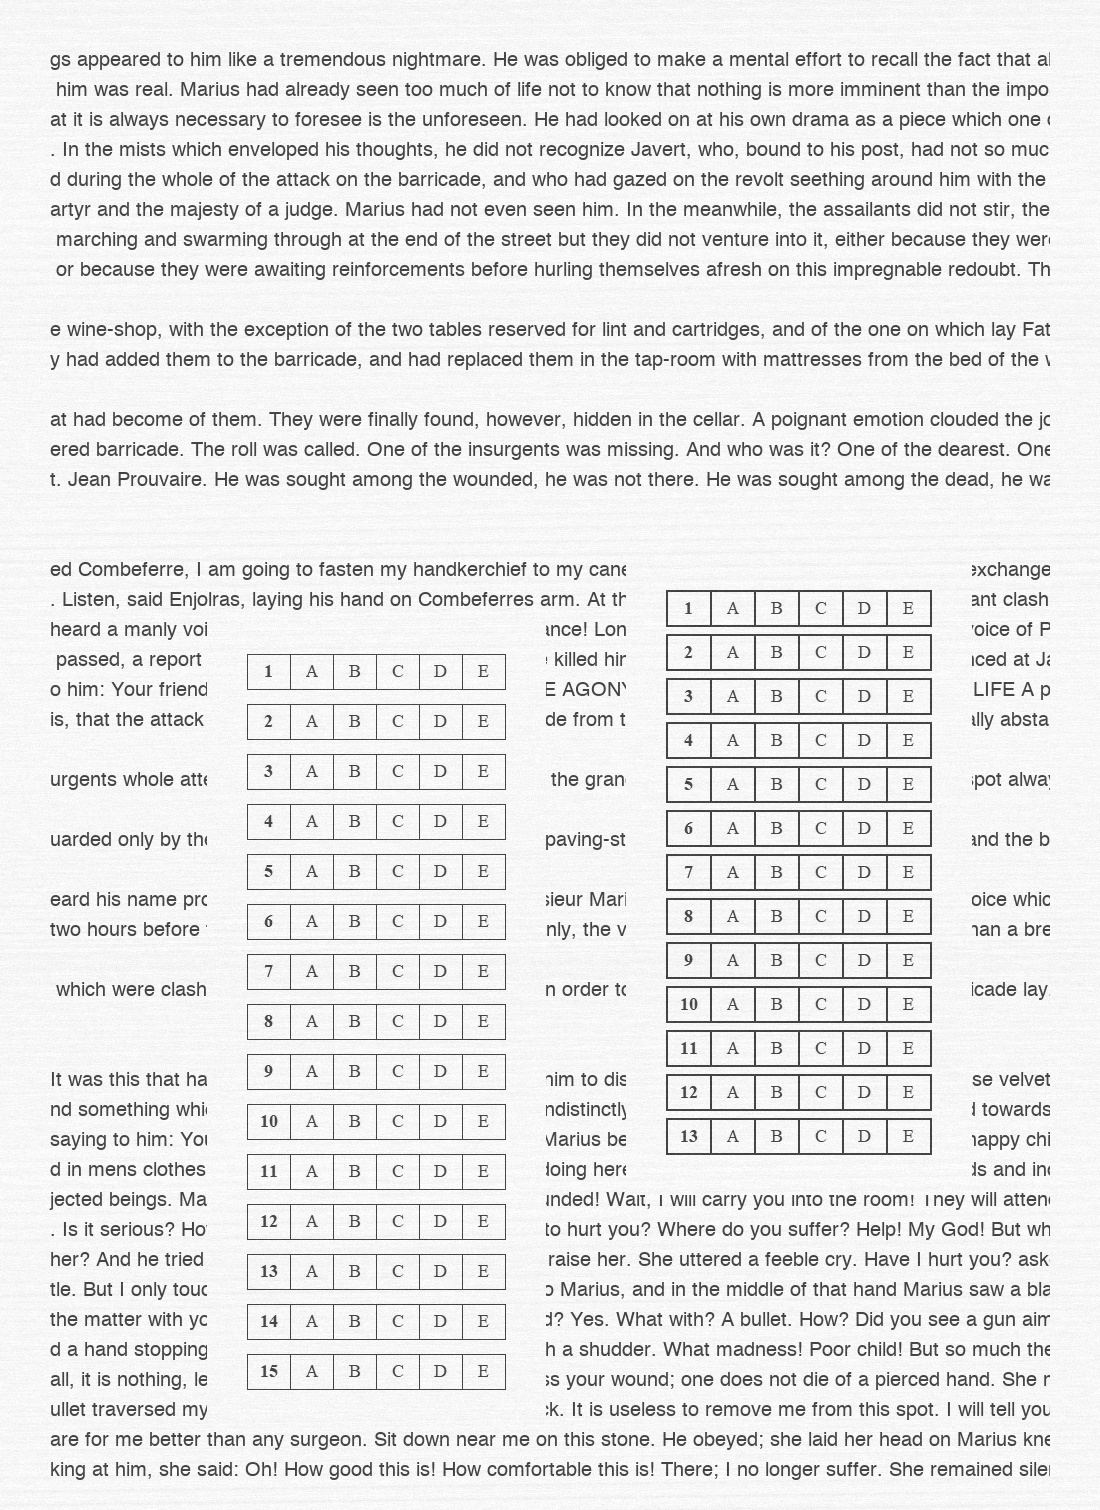 gs appeared to him like a tremendous nightmare. He was obliged to make a mental effort to recall the fact that al
him was real. Marius had already seen too much of life not to know that nothing is more imminent than the impo
at it is always necessary to foresee is the unforeseen. He had looked on at his own drama as a piece which one
. In the mists which enveloped his thoughts, he did not recognize Javert, who, bound to his post, had not so muc
d during the whole of the attack on the barricade, and who had gazed on the revolt seething around him with the
artyr and the majesty of a judge. Marius had not even seen him. In the meanwhile, the assailants did not stir, the
marching and swarming through at the end of the street but they did not venture into it, either because they were
or because they were awaiting reinforcements before hurling themselves afresh on this impregnable redoubt. Th
e wine-shop, with the exception of the two tables reserved for lint and cartridges, and of the one on which lay Fat
y had added them to the barricade, and had replaced them in the tap-room with mattresses from the bed of the
at had become of them. They were finally found, however, hidden in the cellar. A poignant emotion clouded the jo
ered barricade. The roll was called. One of the insurgents was missing. And who was it? One of the dearest. One
t. Jean Prouvaire. He was sought among the wounded, he was not there. He was sought among the dead, he wa
ed Combeferre, I am going to fasten my handkerchief to my cane exchange
. Listen, said Enjolras, laying his hand on Combeferres arm. At th ant clash
heard a manly voi ance! Lon voice of P
passed, a report killed him nced at Ja
o him: Your friend E AGONY LIFE A p
is, that the attack de from t ally absta
urgents whole atte the gran spot alway
uarded only by the paving-st and the b
eard his name pro sieur Mari oice whic
two hours before nly, the v han a bre
which were clash n order to icade lay.
It was this that ha him to dis se velvet
nd something whic ndistinctly d towards
saying to him: You Marius be happy chi
d in mens clothes doing here ds and inc
jected beings. Ma unded! Wait, I will carry you into the room! They will atten
. Is it serious? How to hurt you? Where do you suffer? Help! My God! But wh
her? And he tried raise her. She uttered a feeble cry. Have I hurt you? ask
tle. But I only touc o Marius, and in the middle of that hand Marius saw a bla
the matter with yo d? Yes. What with? A bullet. How? Did you see a gun aim
d a hand stopping h a shudder. What madness! Poor child! But so much the
all, it is nothing, le ss your wound; one does not die of a pierced hand. She
ullet traversed my ck. It is useless to remove me from this spot. I will tell you
are for me better than any surgeon. Sit down near me on this stone. He obeyed; she laid her head on Marius kne
king at him, she said: Oh! How good this is! How comfortable this is! There; I no longer suffer. She remained siler
1 A B C D E
2 A B C D E
3 A B C D E
4 A B C D E
5 A B C D E
6 A B C D E
7 A B C D E
8 A B C D E
9 A B C D E
10 A B C D E
11 A B C D E
12 A B C D E
13 A B C D E
14 A B C D E
15 A B C D E
1 A B C D E
2 A B C D E
3 A B C D E
4 A B C D E
5 A B C D E
6 A B C D E
7 A B C D E
8 A B C D E
9 A B C D E
10 A B C D E
11 A B C D E
12 A B C D E
13 A B C D E